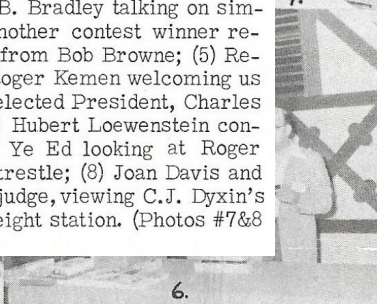 7.
B. Bradley talking on sim-
nother contest winner re-
from Bob Browne; (5) Re-
oger Kemen welcoming us
elected President, Charles
Hubert Loewenstein con-
Ye Ed looking at Roger
trestle; (8) Joan Davis and
judge, viewing C.J. Dyxin's
eight station. (Photos #7&8
6.